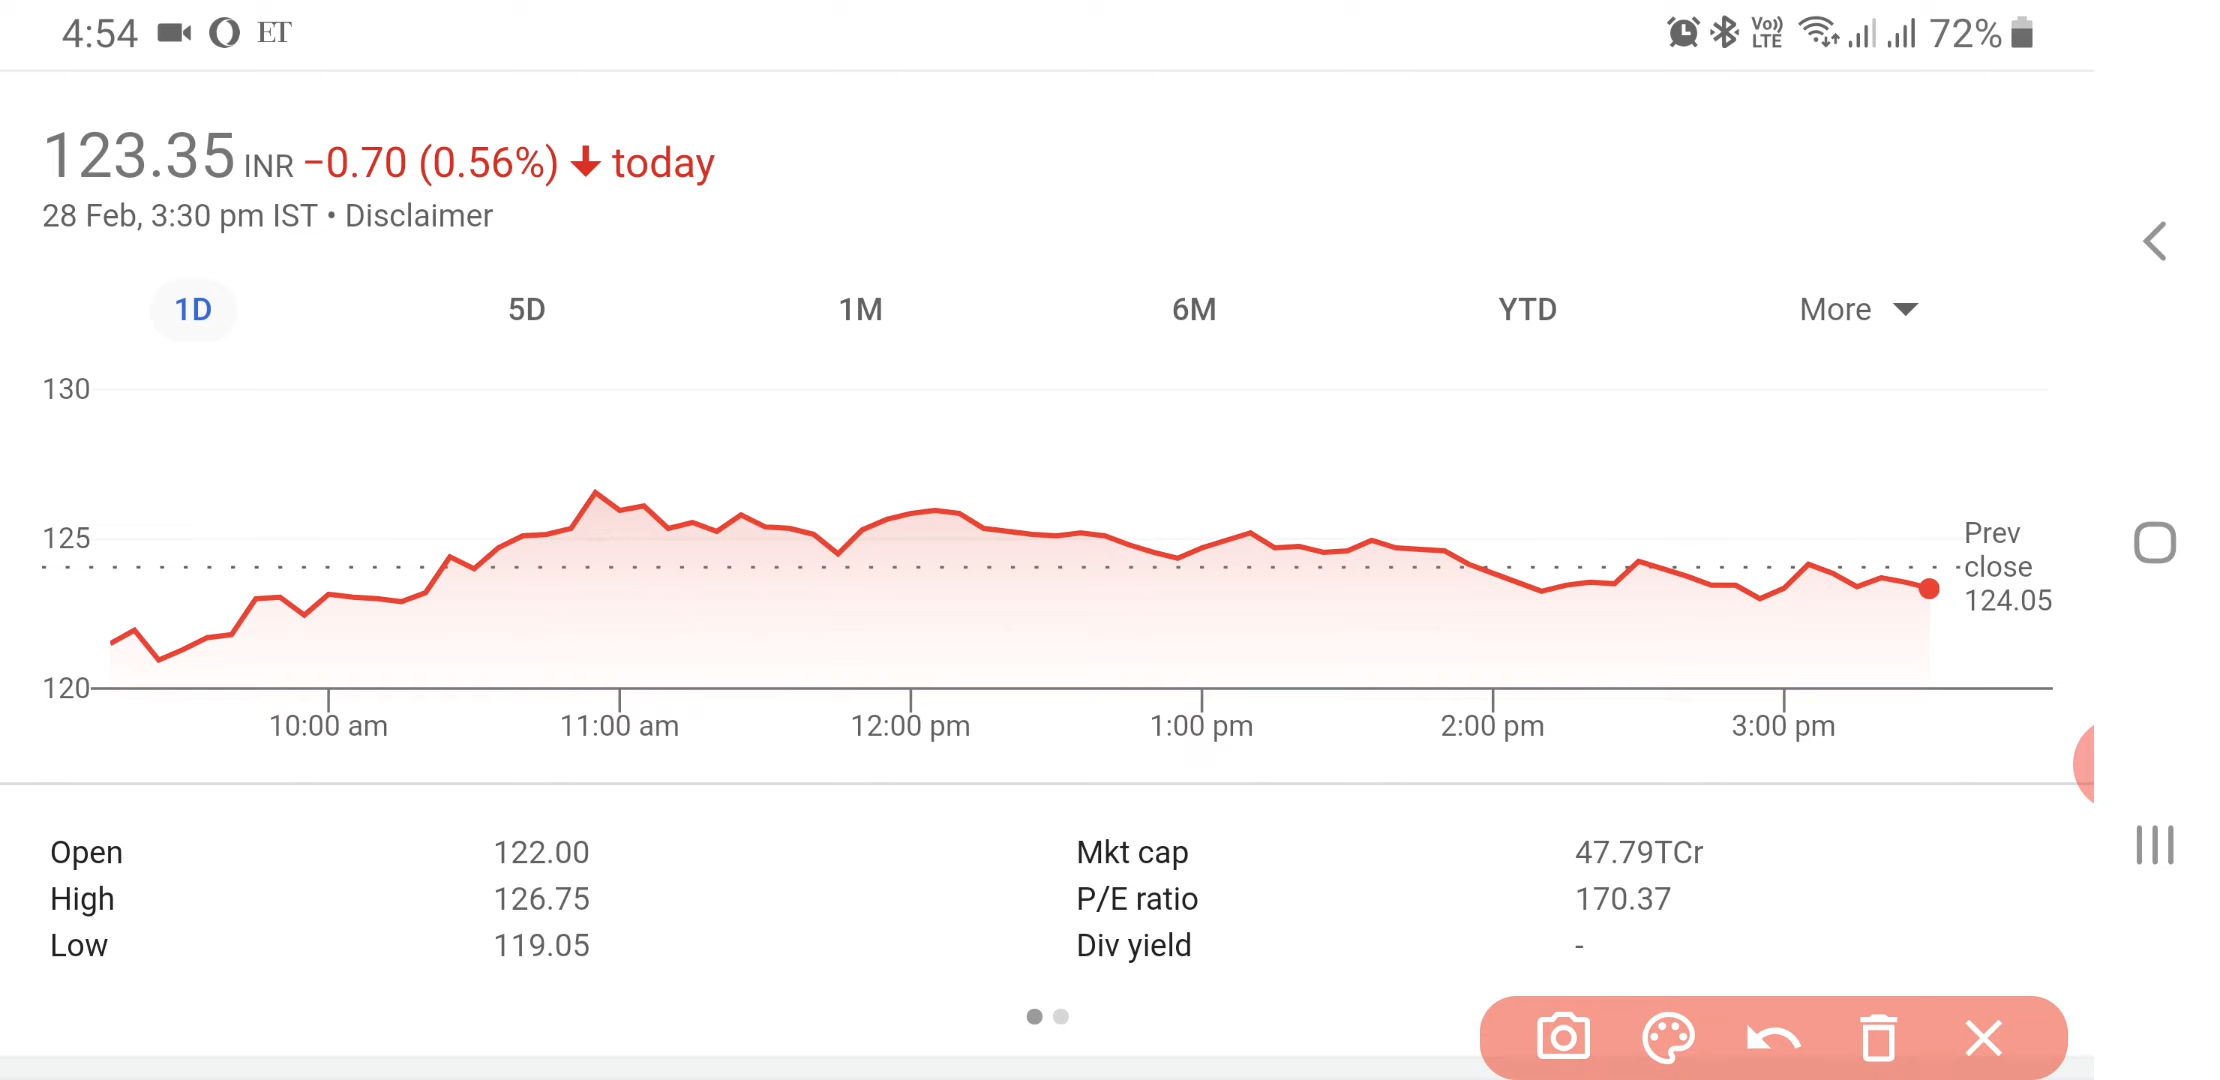 4:54 ET Vo)) LTE 72%
123.35 INR −0.70 (0.56%) today
28 Feb, 3:30 pm IST • Disclaimer
1D 5D 1M 6M YTD More
130
125
120
Prev
close
124.05
10:00 am 11:00 am 12:00 pm 1:00 pm 2:00 pm 3:00 pm
Open 122.00 Mkt cap 47.79TCr
High 126.75 P/E ratio 170.37
Low 119.05 Div yield -